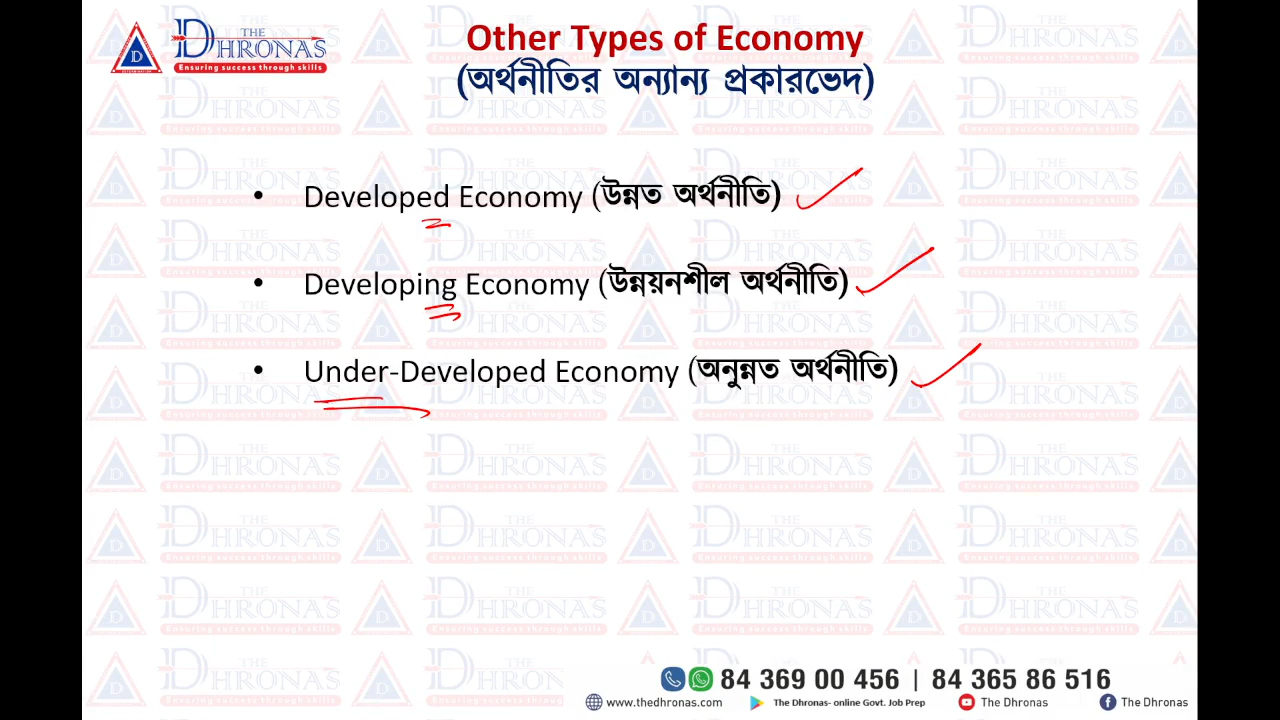 THE
DHRONAS
Ensuring success through skills
Other Types of Economy
(অর্থনীতির অন্যান্য প্রকারভেদ)
• Developed Economy (উন্নত অর্থনীতি)
• Developing Economy (উন্নয়নশীল অর্থনীতি)
• Under-Developed Economy (অনুন্নত অর্থনীতি)
84 369 00 456 | 84 365 86 516
www.thedhronas.com The Dhronas- online Govt. Job Prep The Dhronas The Dhronas